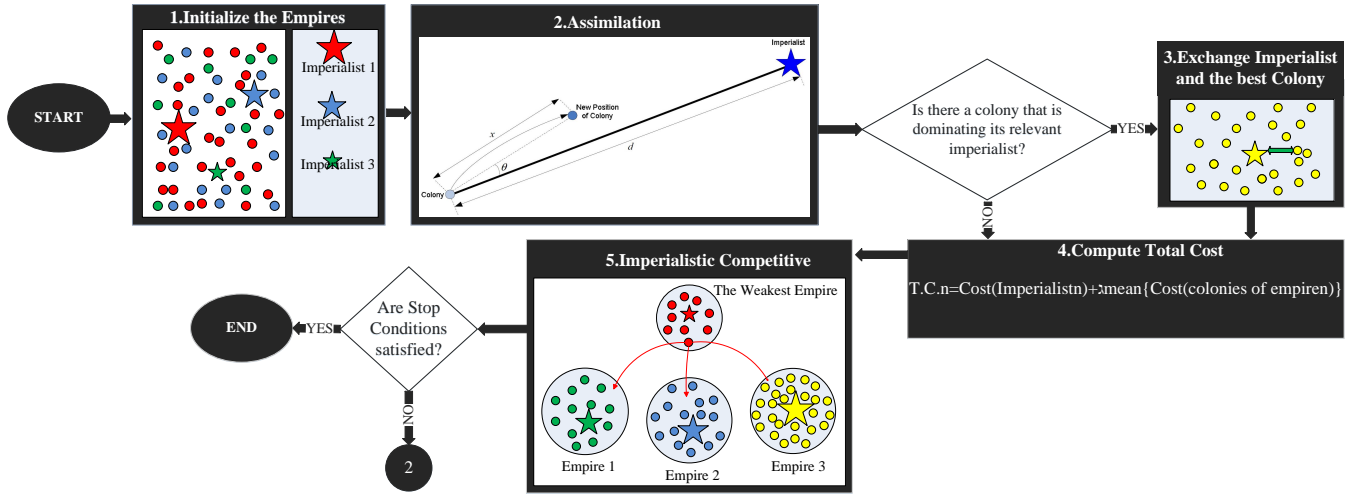 START
1.Initialize the Empires
Imperialist 1
Imperialist 2
Imperialist 3
2.Assimilation
Imperialist
New Position
of Colony
x
θ
d
Colony
Is there a colony that is
dominating its relevant
imperialist?
YES
NO
3.Exchange Imperialist
and the best Colony
4.Compute Total Cost
T.C.n=Cost(Imperialistn)+λmean{Cost(colonies of empiren)}
5.Imperialistic Competitive
The Weakest Empire
Empire 1
Empire 2
Empire 3
Are Stop
Conditions
satisfied?
YES
END
NO
2